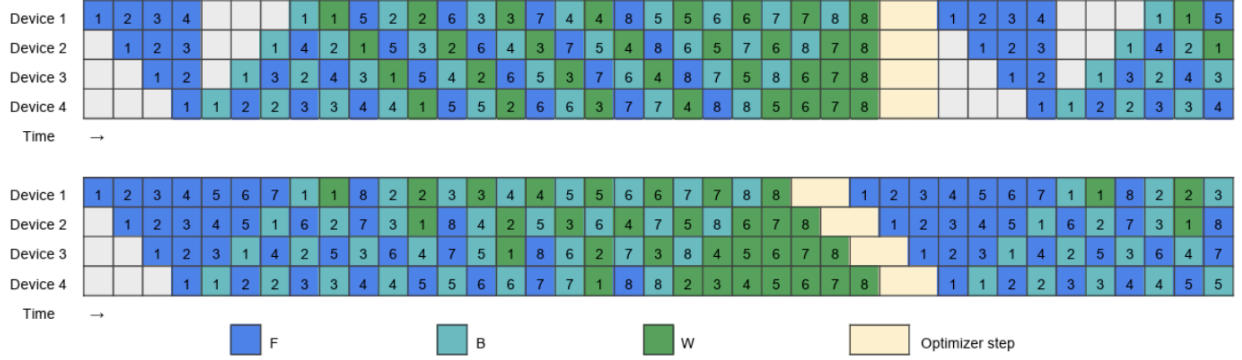 Device 1 1 2 3 4 1 1 5 2 2 6 3 3 7 4 4 8 5 5 6 6 7 7 8 8 1 2 3 4 1 1 5
Device 2 1 2 3 1 4 2 1 5 3 2 6 4 3 7 5 4 8 6 5 7 6 8 7 8 1 2 3 1 4 2 1
Device 3 1 2 1 3 2 4 3 1 5 4 2 6 5 3 7 6 4 8 7 5 8 6 7 8 1 2 1 3 2 4 3
Device 4 1 1 2 2 3 3 4 4 1 5 5 2 6 6 3 7 7 4 8 8 5 6 7 8 1 1 2 2 3 3 4
Time →
Device 1 1 2 3 4 5 6 7 1 1 8 2 2 3 3 4 4 5 5 6 6 7 7 8 8 1 2 3 4 5 6 7 1 1 8 2 2 3
Device 2 1 2 3 4 5 1 6 2 7 3 1 8 4 2 5 3 6 4 7 5 8 6 7 8 1 2 3 4 5 1 6 2 7 3 1 8
Device 3 1 2 3 1 4 2 5 3 6 4 7 5 1 8 6 2 7 3 8 4 5 6 7 8 1 2 3 1 4 2 5 3 6 4 7
Device 4 1 1 2 2 3 3 4 4 5 5 6 6 7 7 1 8 8 2 3 4 5 6 7 8 1 1 2 2 3 3 4 4 5 5
Time →
F B W Optimizer step